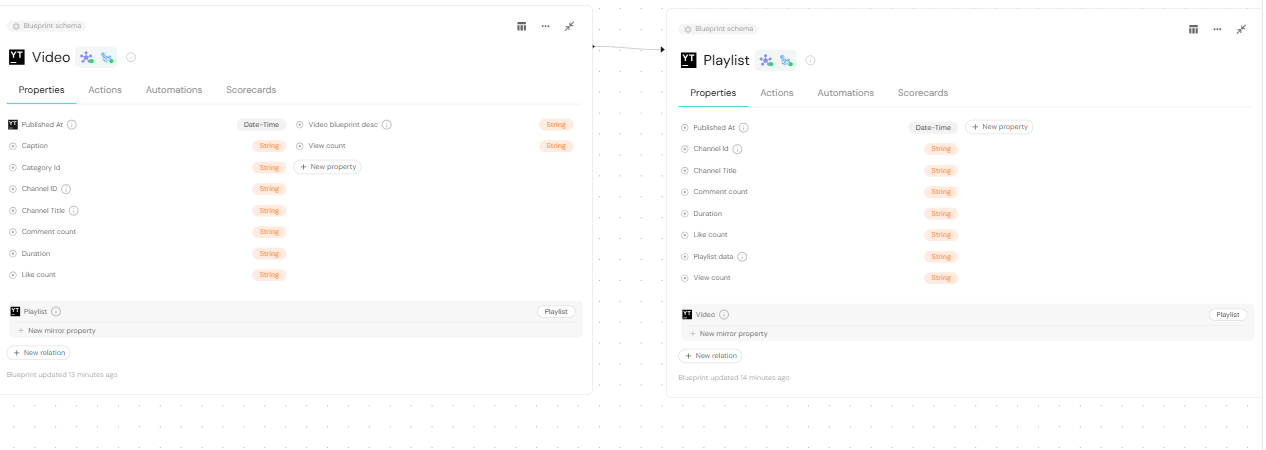 Blueprint schema
YT Video
Properties Actions Automations Scorecards
YT Published At Date-Time
Caption String
Category Id String
Channel ID String
Channel Title String
Comment count String
Duration String
Like count String
Video blueprint desc String
View count String
+ New property
YT Playlist Playlist
+ New mirror property
+ New relation
Blueprint updated 13 minutes ago
Blueprint schema
YT Playlist
Properties Actions Automations Scorecards
Published At Date-Time
Channel Id String
Channel Title String
Comment count String
Duration String
Like count String
Playlist data String
View count String
+ New property
YT Video Playlist
+ New mirror property
+ New relation
Blueprint updated 14 minutes ago